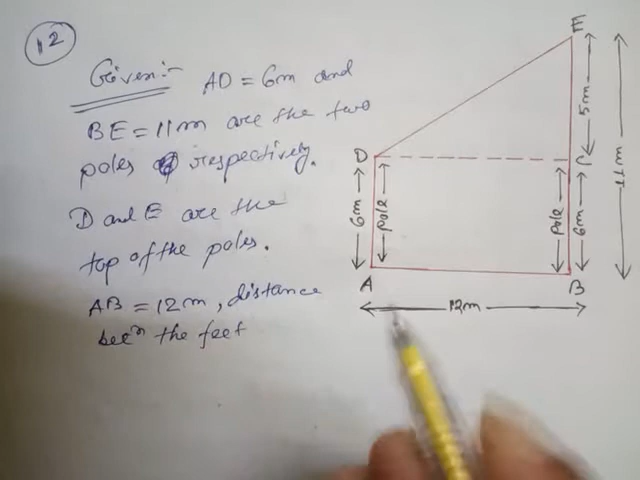 12
Given:- AD = 6m and
BE = 11m are the two
poles respectively.
D and E are the
top of the poles.
AB = 12m, distance
betn the feet
E
5m
D
C
11m
6m
pole
pole
6m
A
B
12m